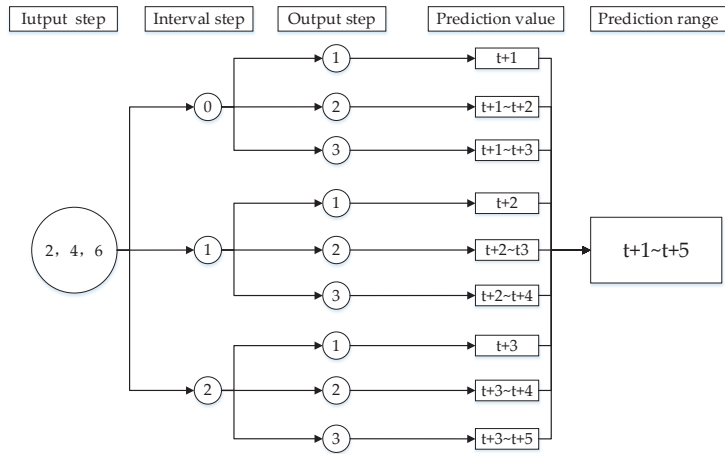 Iutput step
Interval step
Output step
Prediction value
Prediction range
1
t+1
0
2
t+1~t+2
3
t+1~t+3
1
t+2
2, 4, 6
1
2
t+2~t3
t+1~t+5
3
t+2~t+4
1
t+3
2
2
t+3~t+4
3
t+3~t+5